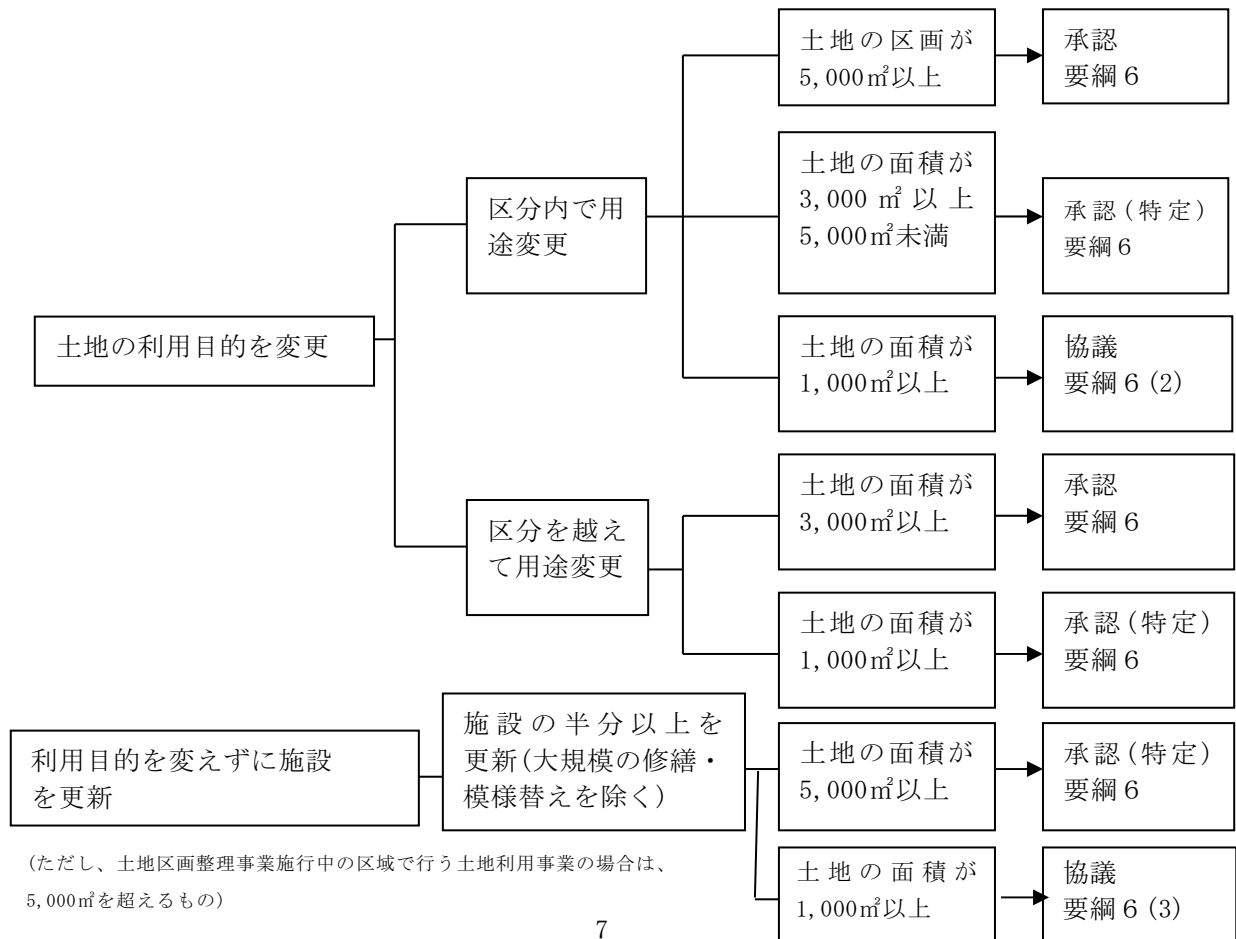 土地の区画が
5,000㎡以上
承認
要綱６
土地の面積が
3,000 ㎡ 以 上
5,000㎡未満
承認(特定)
要綱６
区分内で用
途変更
土地の利用目的を変更
土地の面積が
1,000㎡以上
協議
要綱６(2)
土地の面積が
3,000㎡以上
承認
要綱６
区分を越え
て用途変更
土地の面積が
1,000㎡以上
承認(特定)
要綱６
利用目的を変えずに施設
を更新
施設の半分以上を
更新(大規模の修繕・
模様替えを除く)
土地の面積が
5,000㎡以上
承認(特定)
要綱６
(ただし、土地区画整理事業施行中の区域で行う土地利用事業の場合は、
5,000㎡を超えるもの)
土地の面積が
1,000㎡以上
協議
要綱６(3)
7